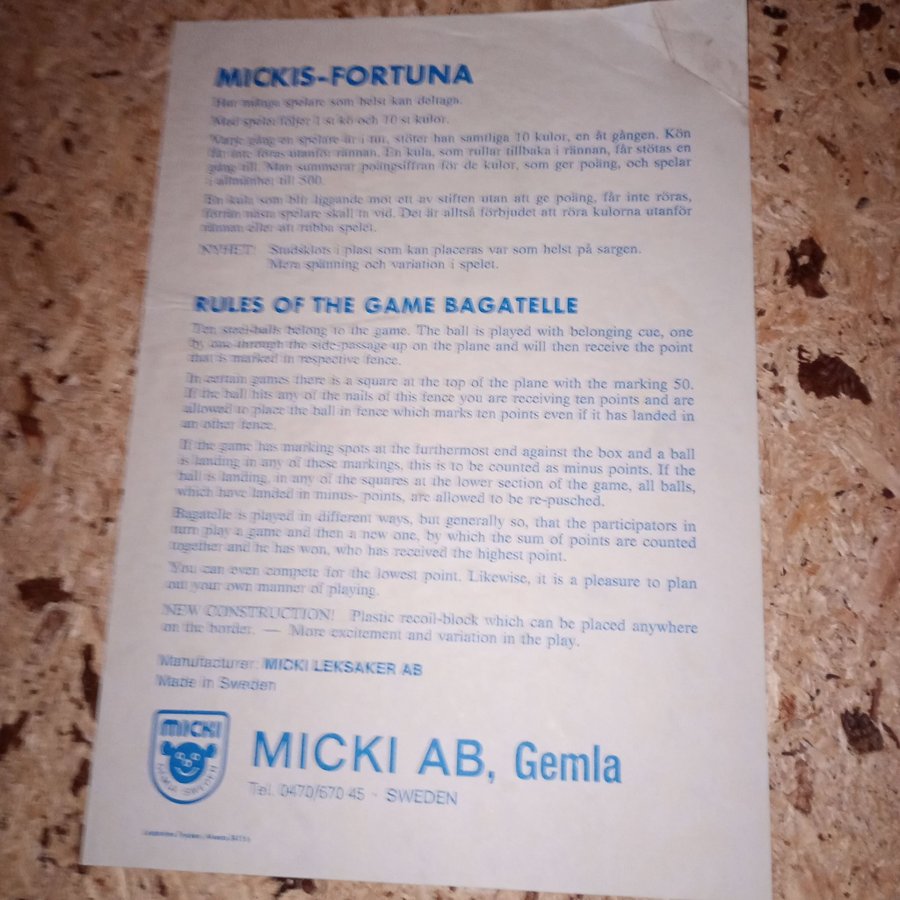 MICKIS-FORTUNA
Hur många spelare som helst kan deltaga.
Med spelet följer 1 st kö och 10 st kulor.
Varje gång en spelare är i tur, stöter han samtliga 10 kulor, en åt gången. Kön
får inte föras utanför rännan. En kula, som rullar tillbaka i rännan, får stötas en
gång till. Man summerar poängsiffran för de kulor, som ger poäng, och spelar
i allmänhet till 500.
En kula som blir liggande mot ett av stiften utan att ge poäng, får inte röras,
förrän nästa spelare skall ta vid. Det är alltså förbjudet att röra kulorna utanför
rännan eller att rubba spelet.
NYHET! Studsklots i plast som kan placeras var som helst på sargen.
Mera spänning och variation i spelet.
RULES OF THE GAME BAGATELLE
Ten steel-balls belong to the game. The ball is played with belonging cue, one
by one through the side-passage up on the plane and will then receive the point
that is marked in respective fence.
In certain games there is a square at the top of the plane with the marking 50.
If the ball hits any of the nails of this fence you are receiving ten points and are
allowed to place the ball in fence which marks ten points even if it has landed in
an other fence.
If the game has marking spots at the furthermost end against the box and a ball
is landing in any of these markings, this is to be counted as minus points. If the
ball is landing, in any of the squares at the lower section of the game, all balls,
which have landed in minus- points, are allowed to be re-pusched.
Bagatelle is played in different ways, but generally so, that the participators in
turn play a game and then a new one, by which the sum of points are counted
together and he has won, who has received the highest point.
You can even compete for the lowest point. Likewise, it is a pleasure to plan
out your own manner of playing.
NEW CONSTRUCTION! Plastic recoil-block which can be placed anywhere
on the border. — More excitement and variation in the play.
Manufacturer: MICKI LEKSAKER AB
Made in Sweden
MICKI
GEMLA SWEDEN
MICKI AB, Gemla
Tel. 0470/670 45 · SWEDEN